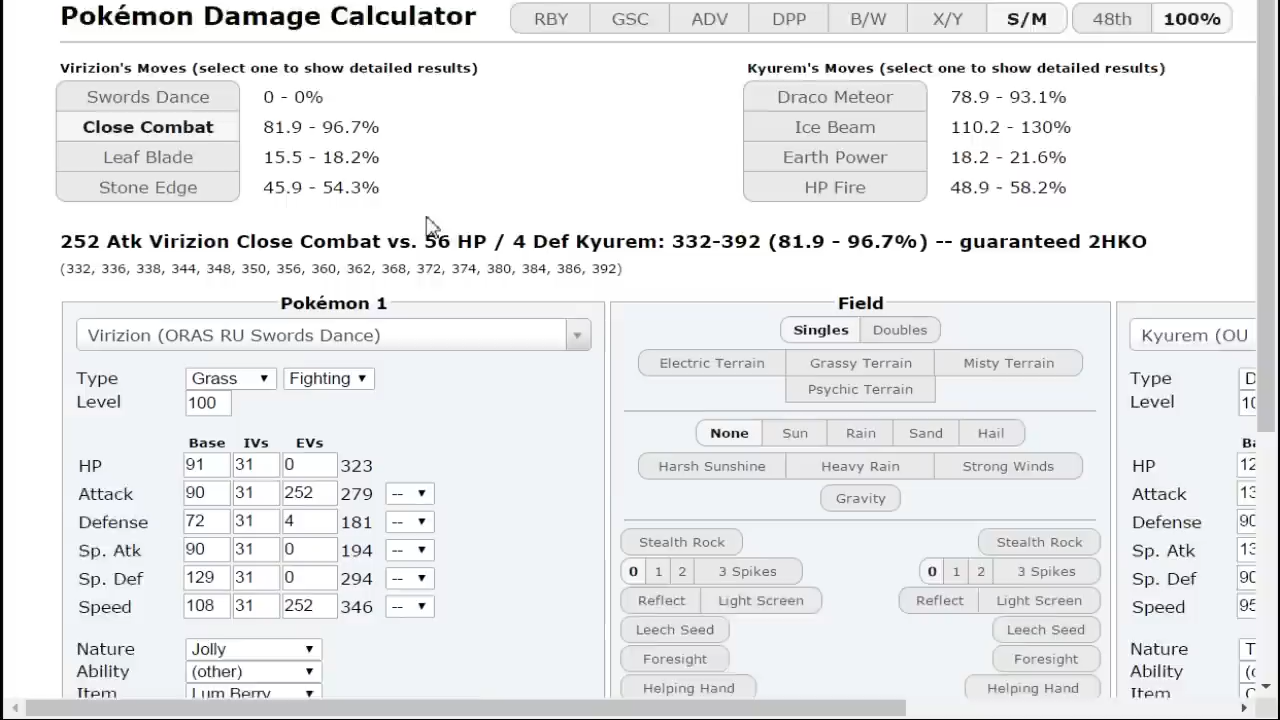 Pokémon Damage Calculator RBY GSC ADV DPP B/W X/Y S/M 48th 100%
Virizion's Moves (select one to show detailed results) Kyurem's Moves (select one to show detailed results)
Swords Dance 0 - 0% Draco Meteor 78.9 - 93.1%
Close Combat 81.9 - 96.7% Ice Beam 110.2 - 130%
Leaf Blade 15.5 - 18.2% Earth Power 18.2 - 21.6%
Stone Edge 45.9 - 54.3% HP Fire 48.9 - 58.2%
252 Atk Virizion Close Combat vs. 56 HP / 4 Def Kyurem: 332-392 (81.9 - 96.7%) -- guaranteed 2HKO
(332, 336, 338, 344, 348, 350, 356, 360, 362, 368, 372, 374, 380, 384, 386, 392)
Pokémon 1
Virizion (ORAS RU Swords Dance)
Type Grass Fighting
Level 100
Base IVs EVs
HP 91 31 0 323
Attack 90 31 252 279 --
Defense 72 31 4 181 --
Sp. Atk 90 31 0 194 --
Sp. Def 129 31 0 294 --
Speed 108 31 252 346 --
Nature Jolly
Ability (other)
Item Lum Berry
Field
Singles Doubles
Electric Terrain Grassy Terrain Misty Terrain
Psychic Terrain
None Sun Rain Sand Hail
Harsh Sunshine Heavy Rain Strong Winds
Gravity
Stealth Rock Stealth Rock
0 1 2 3 Spikes 0 1 2 3 Spikes
Reflect Light Screen Reflect Light Screen
Leech Seed Leech Seed
Foresight Foresight
Helping Hand Helping Hand
Kyurem (OU
Type D
Level 10
Ba
HP 12
Attack 13
Defense 90
Sp. Atk 13
Sp. Def 90
Speed 95
Nature T
Ability (o
Item